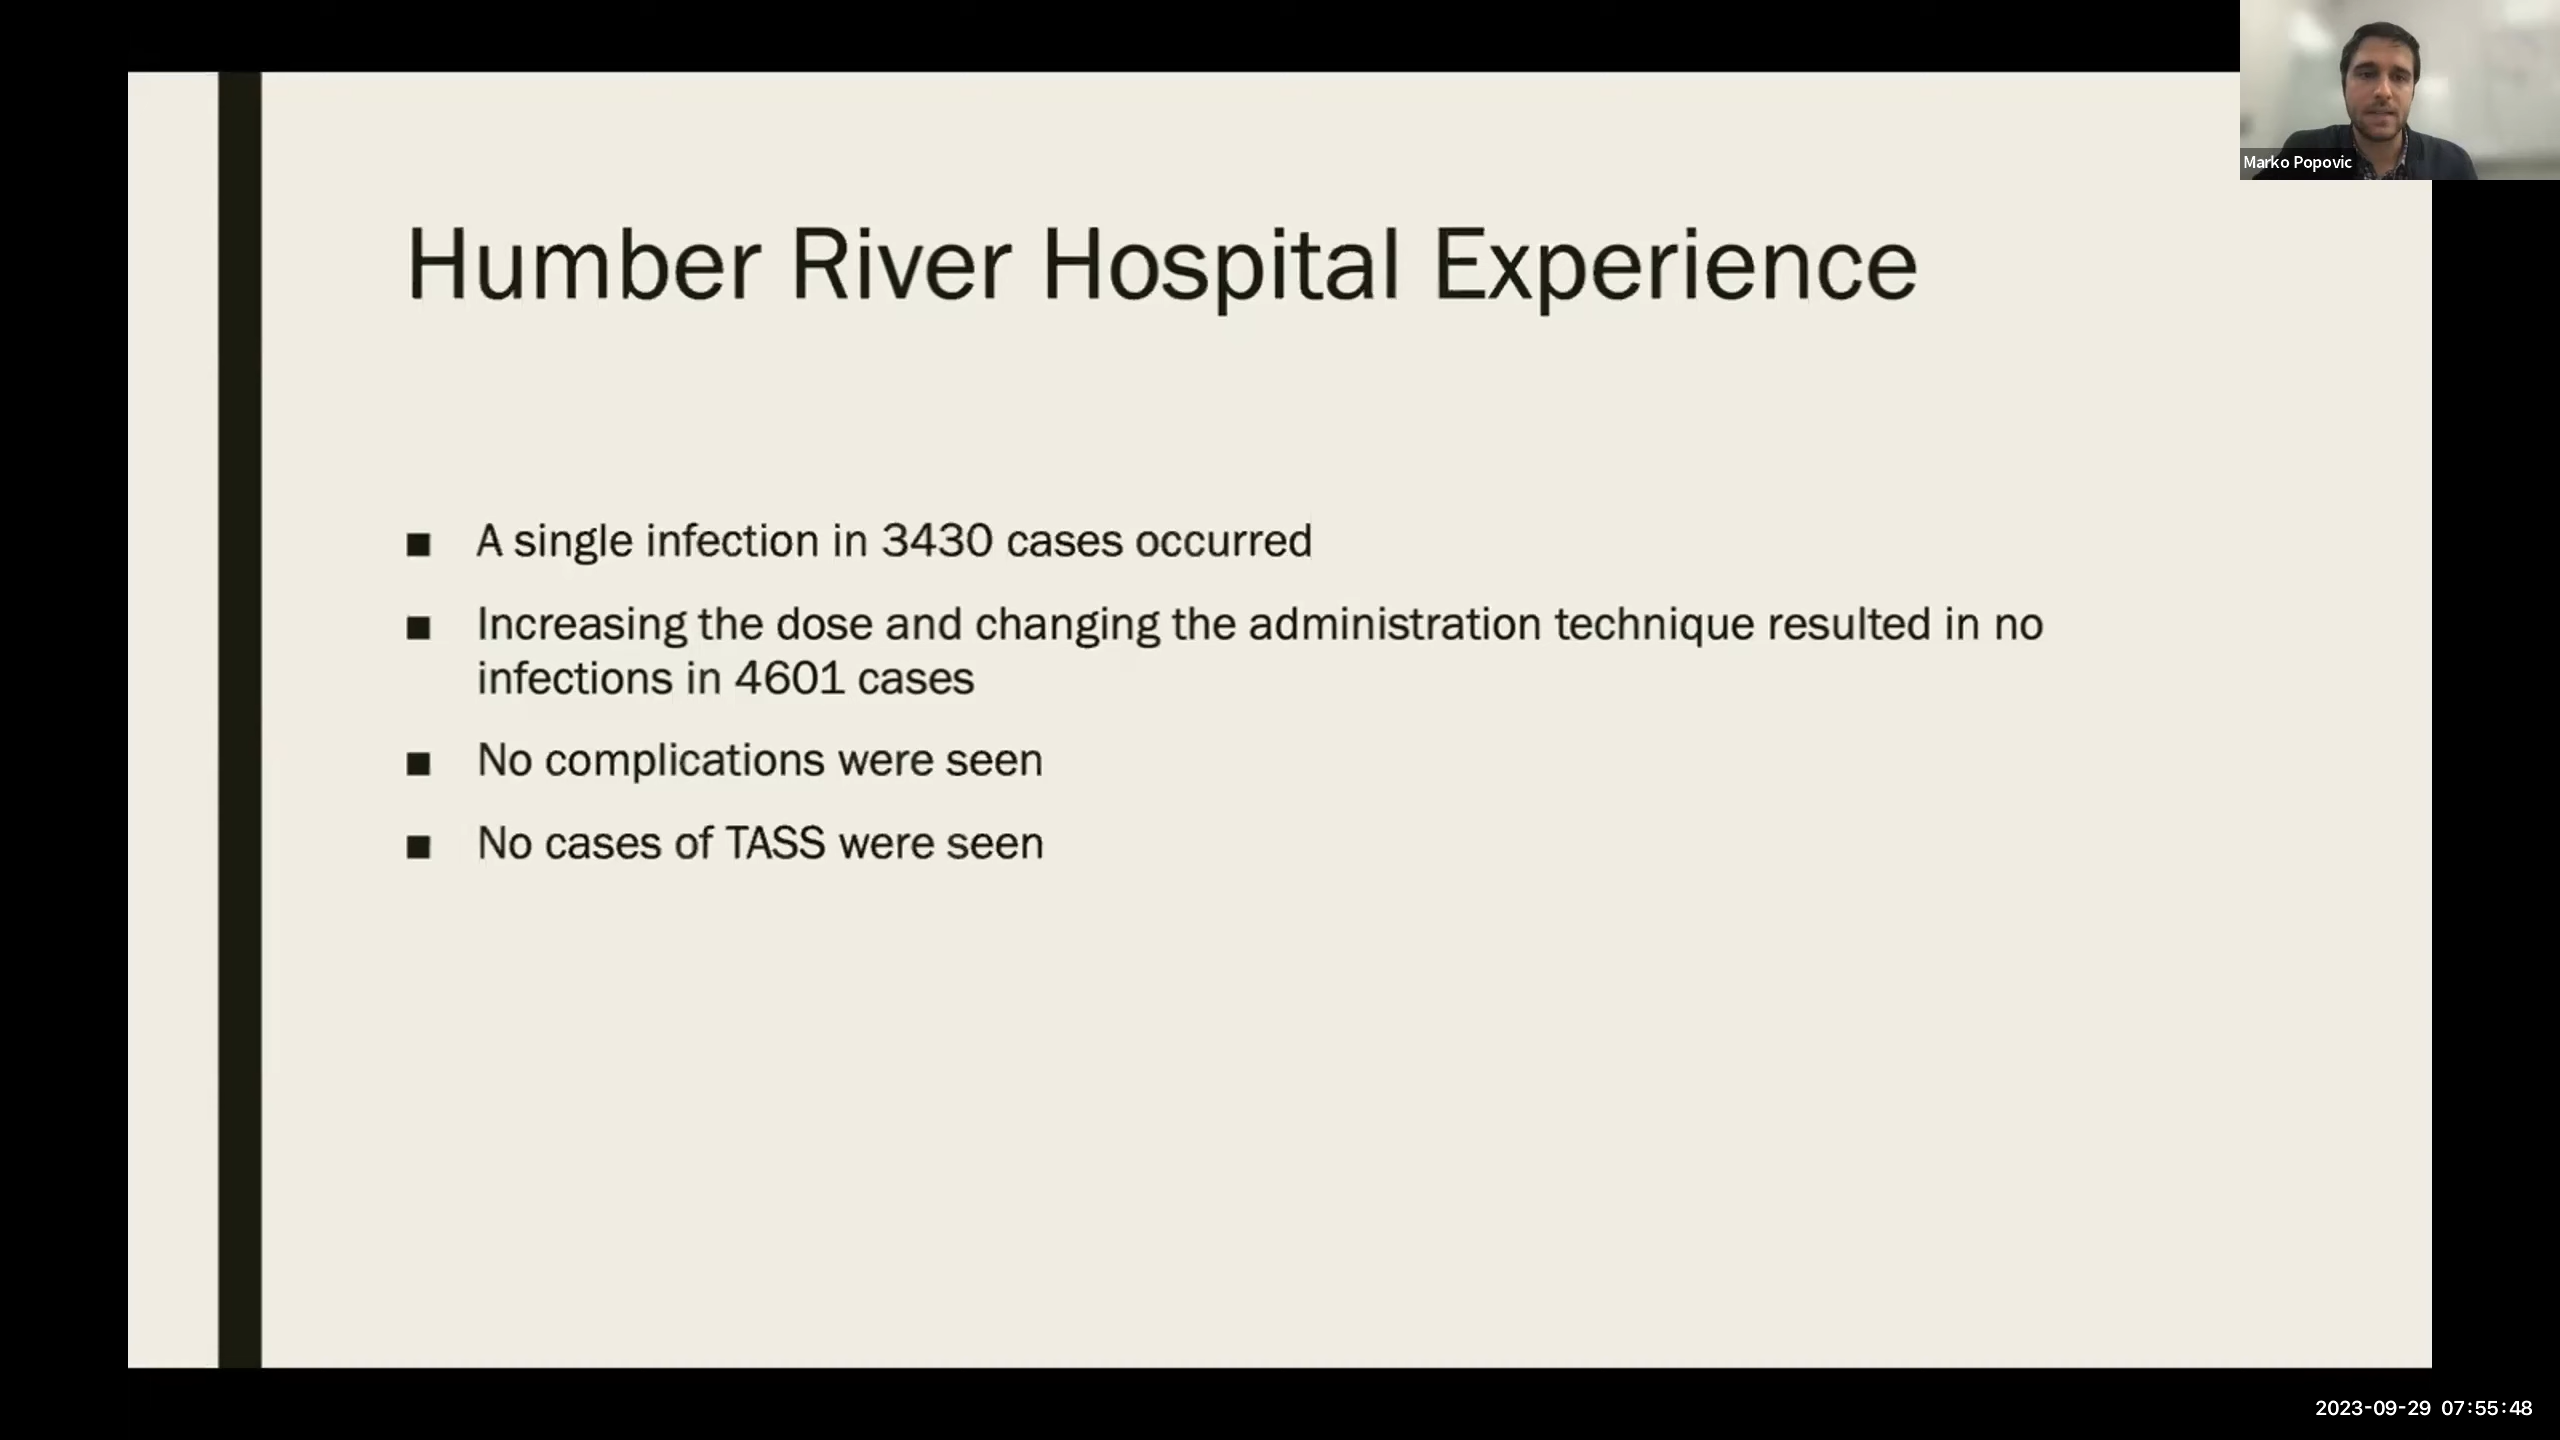 Marko Popovic
Humber River Hospital Experience
■ A single infection in 3430 cases occurred
■ Increasing the dose and changing the administration technique resulted in no
infections in 4601 cases
■ No complications were seen
■ No cases of TASS were seen
2023-09-29 07:55:48